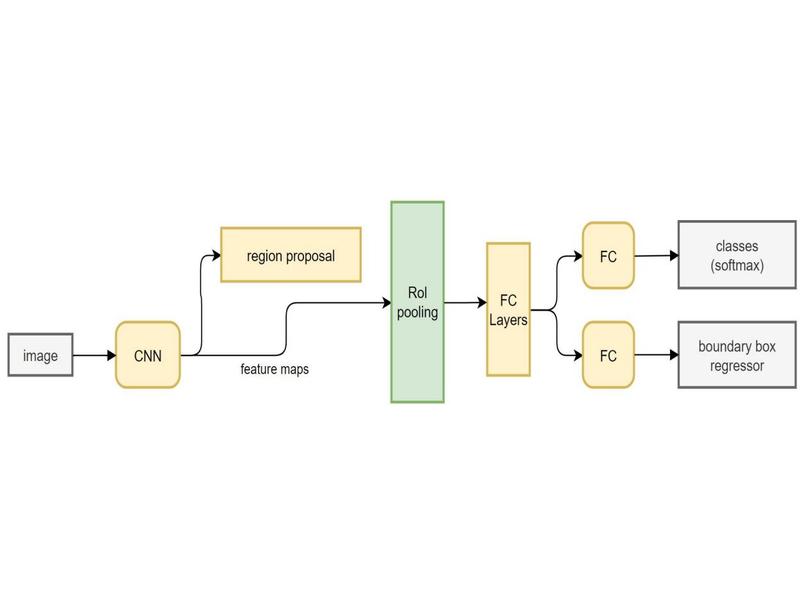 image
CNN
region proposal
feature maps
RoI
pooling
FC
Layers
FC
classes
(softmax)
FC
boundary box
regressor